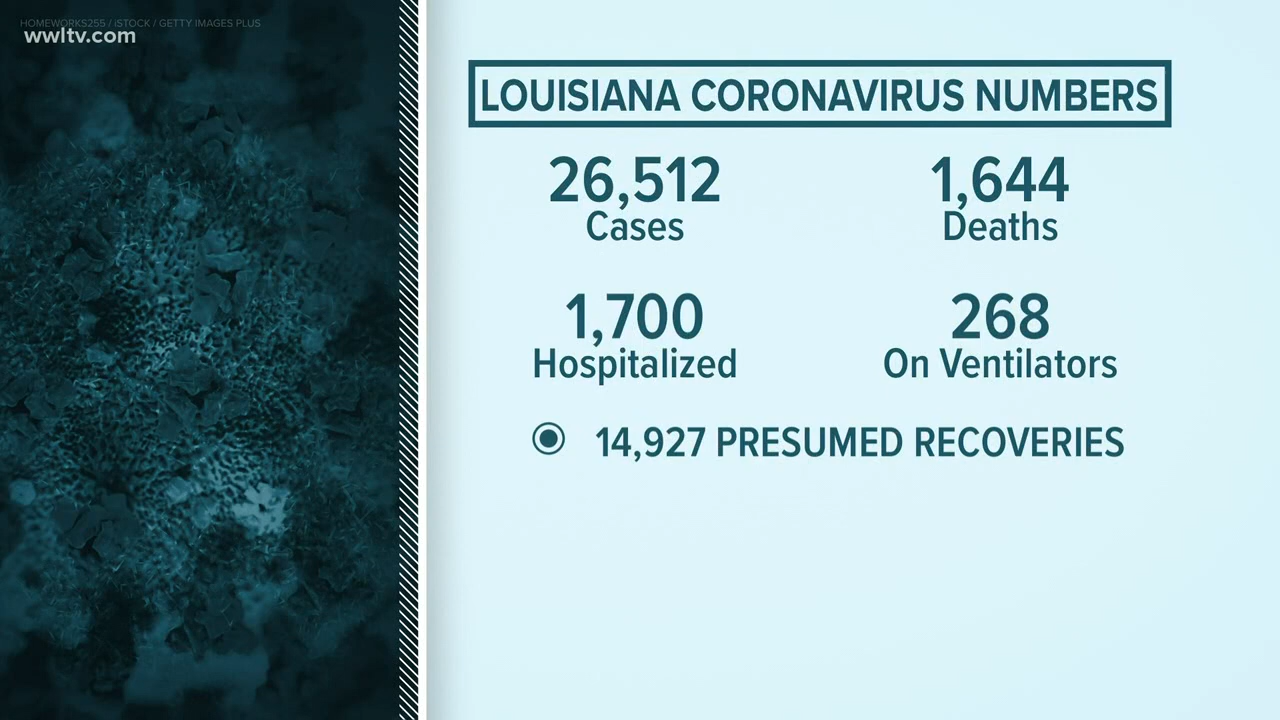 HOMEWORKS255 / iSTOCK / GETTY IMAGES PLUS
wwltv.com
LOUISIANA CORONAVIRUS NUMBERS
26,512
Cases
1,644
Deaths
1,700
Hospitalized
268
On Ventilators
14,927 PRESUMED RECOVERIES